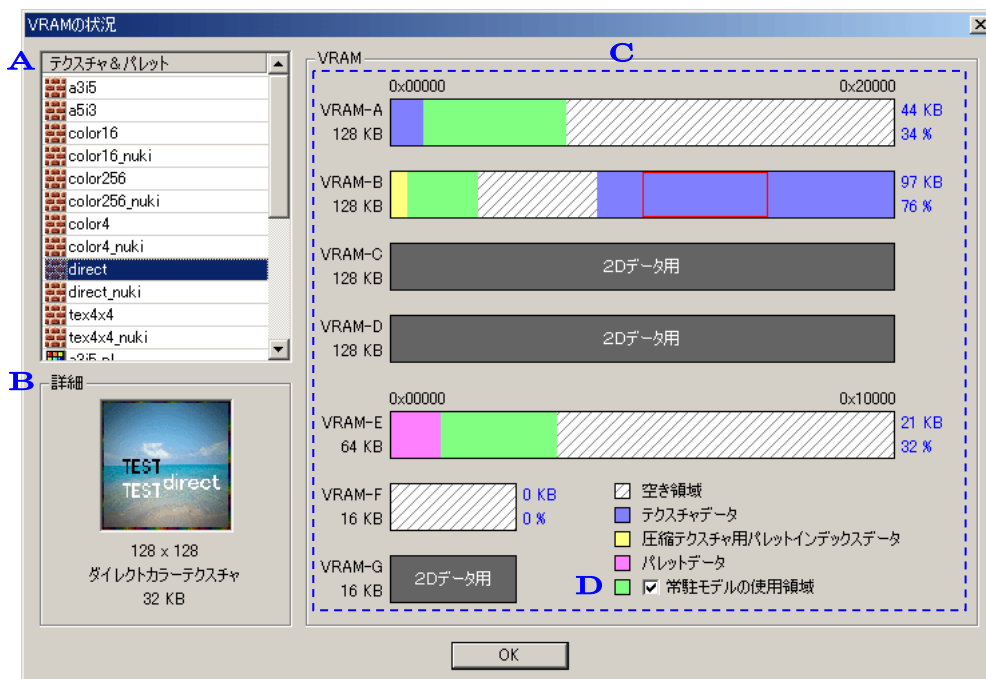 VRAMの状況
A
テクスチャ＆パレット
a3i5
a5i3
color16
color16_nuki
color256
color256_nuki
color4
color4_nuki
direct
direct_nuki
tex4x4
tex4x4_nuki
a3i5_pl
B
詳細
TEST
TEST direct
128 x 128
ダイレクトカラーテクスチャ
32 KB
VRAM
C
0x00000 0x20000
VRAM-A 44 KB
128 KB 34 %
VRAM-B 97 KB
128 KB 76 %
VRAM-C 2Dデータ用
128 KB
VRAM-D 2Dデータ用
128 KB
0x00000 0x10000
VRAM-E 21 KB
64 KB 32 %
VRAM-F 0 KB
16 KB 0 %
VRAM-G 2Dデータ用
16 KB
空き領域
テクスチャデータ
圧縮テクスチャ用パレットインデックスデータ
パレットデータ
D 常駐モデルの使用領域
OK